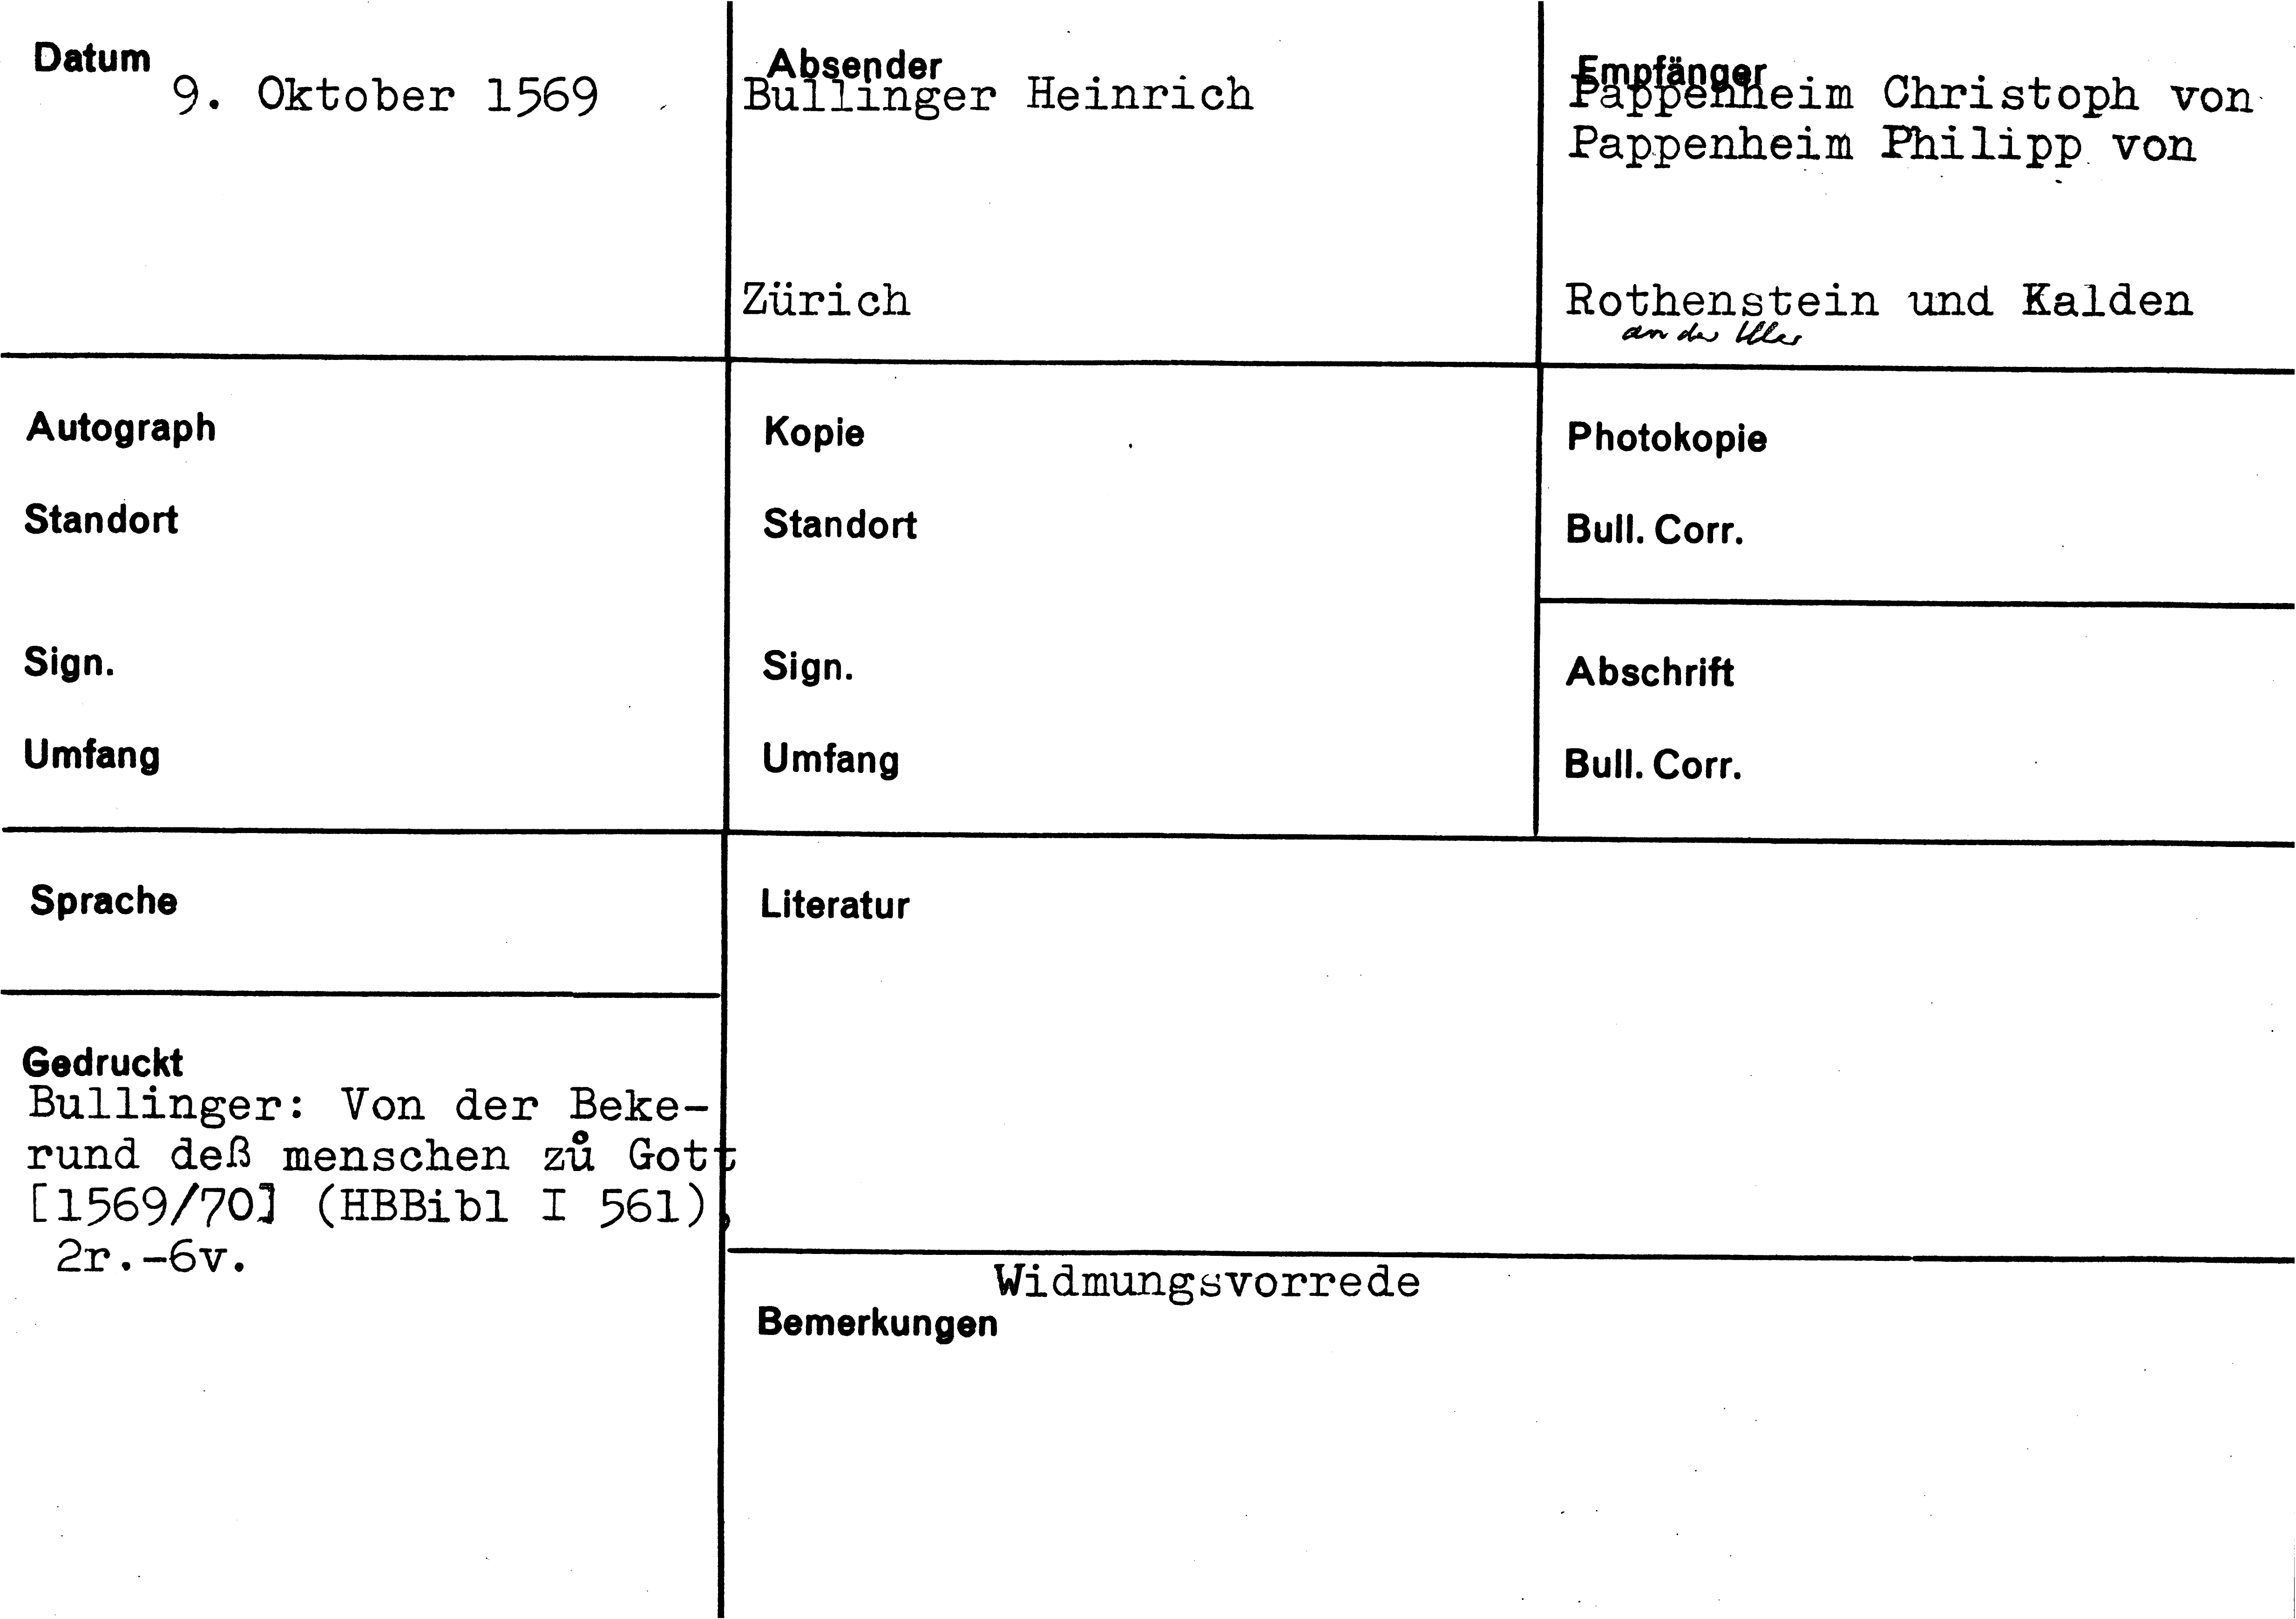 Datum
9. Oktober 1569
Absender
Bullinger Heinrich
Zürich
Empfänger
Pappenheim Christoph von
Pappenheim Philipp von
Rothenstein und Kalden
an der Iller
Autograph
Standort
Sign.
Umfang
Kopie
Standort
Sign.
Umfang
Photokopie
Bull. Corr.
Abschrift
Bull. Corr.
Sprache
Literatur
Gedruckt
Bullinger: Von der Beke-
rund deß menschen zů Gott
[1569/70] (HBBibl I 561),
2r.-6v.
Widmungsvorrede
Bemerkungen